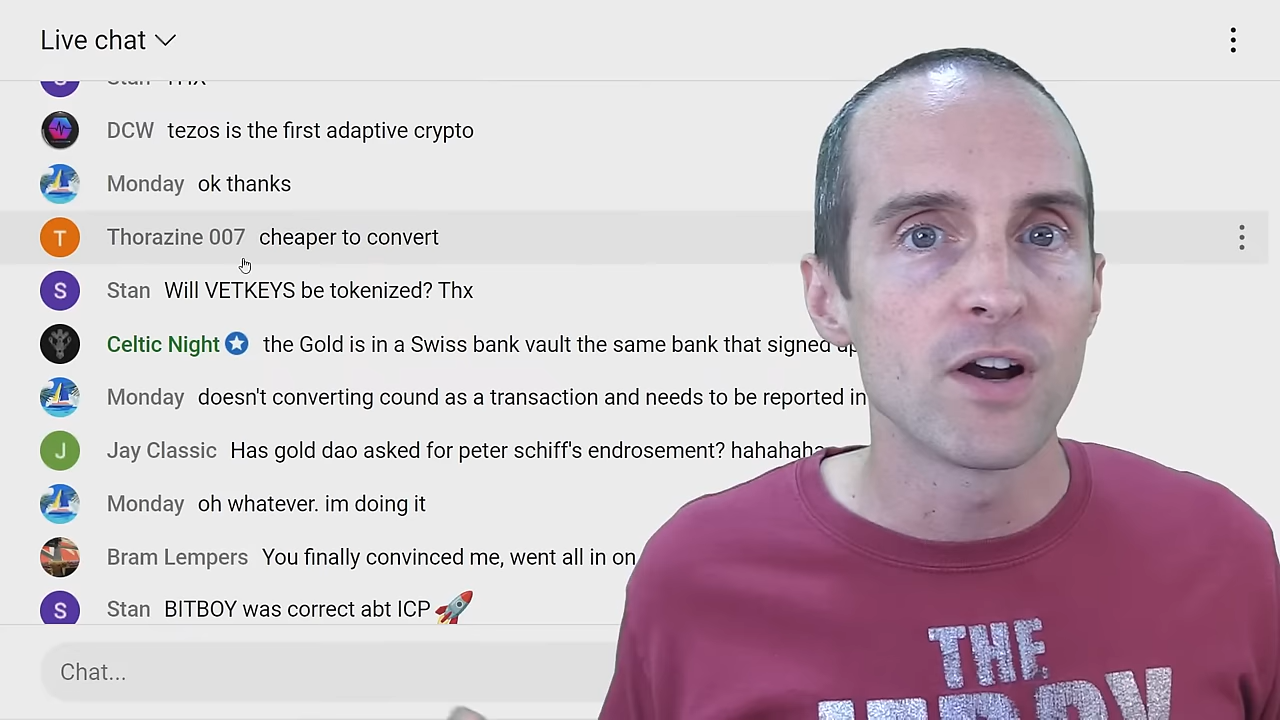 Live chat
Stan
DCW tezos is the first adaptive crypto
Monday ok thanks
T Thorazine 007 cheaper to convert
S Stan Will VETKEYS be tokenized? Thx
Celtic Night the Gold is in a Swiss bank vault the same bank that signed up
Monday doesn't converting cound as a transaction and needs to be reported in
J Jay Classic Has gold dao asked for peter schiff's endrosement? hahahaha
Monday oh whatever. im doing it
Bram Lempers You finally convinced me, went all in on
S Stan BITBOY was correct abt ICP 🚀
Chat...
THE